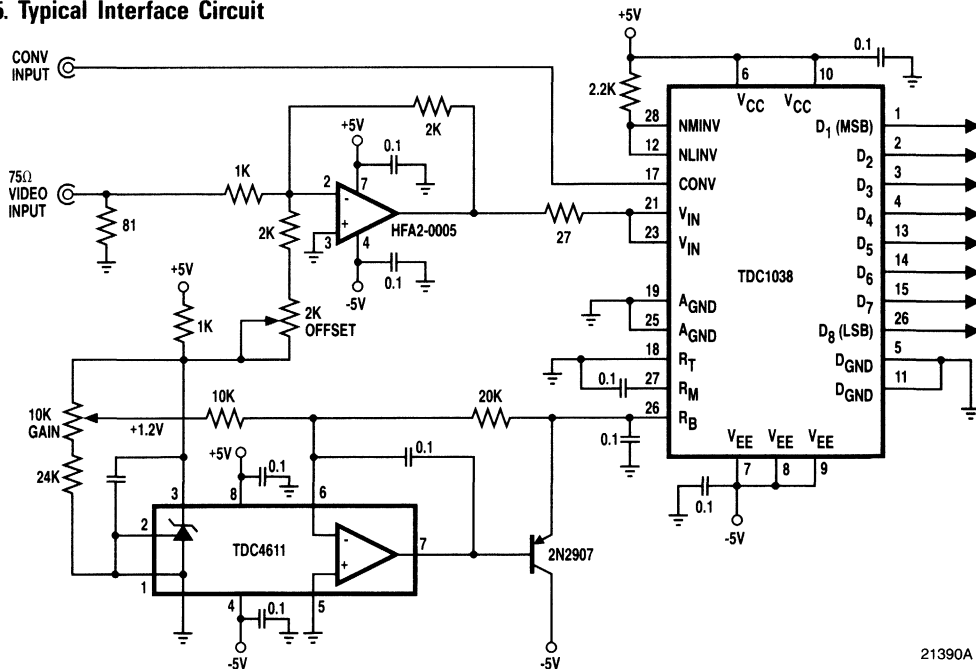 5. Typical Interface Circuit
CONV
INPUT
75Ω
VIDEO
INPUT
81
1K
2K
2K
+5V
0.1
2
7
-
+
3
4
HFA2-0005
0.1
-5V
27
+5V
1K
2K
OFFSET
10K
GAIN
+1.2V
24K
10K
20K
0.1
+5V
0.1
3
8
6
2
1
TDC4611
-
+
7
4
5
0.1
-5V
2N2907
-5V
+5V
2.2K
0.1
6
10
VCC
VCC
28 NMINV
12 NLINV
17 CONV
21 VIN
23 VIN
19 AGND
25 AGND
18 RT
0.1
27 RM
26 RB
0.1
TDC1038
D1 (MSB) 1
D2 2
D3 3
D4 4
D5 13
D6 14
D7 15
D8 (LSB) 26
DGND 5
DGND 11
VEE VEE VEE
7 8 9
0.1
-5V
21390A